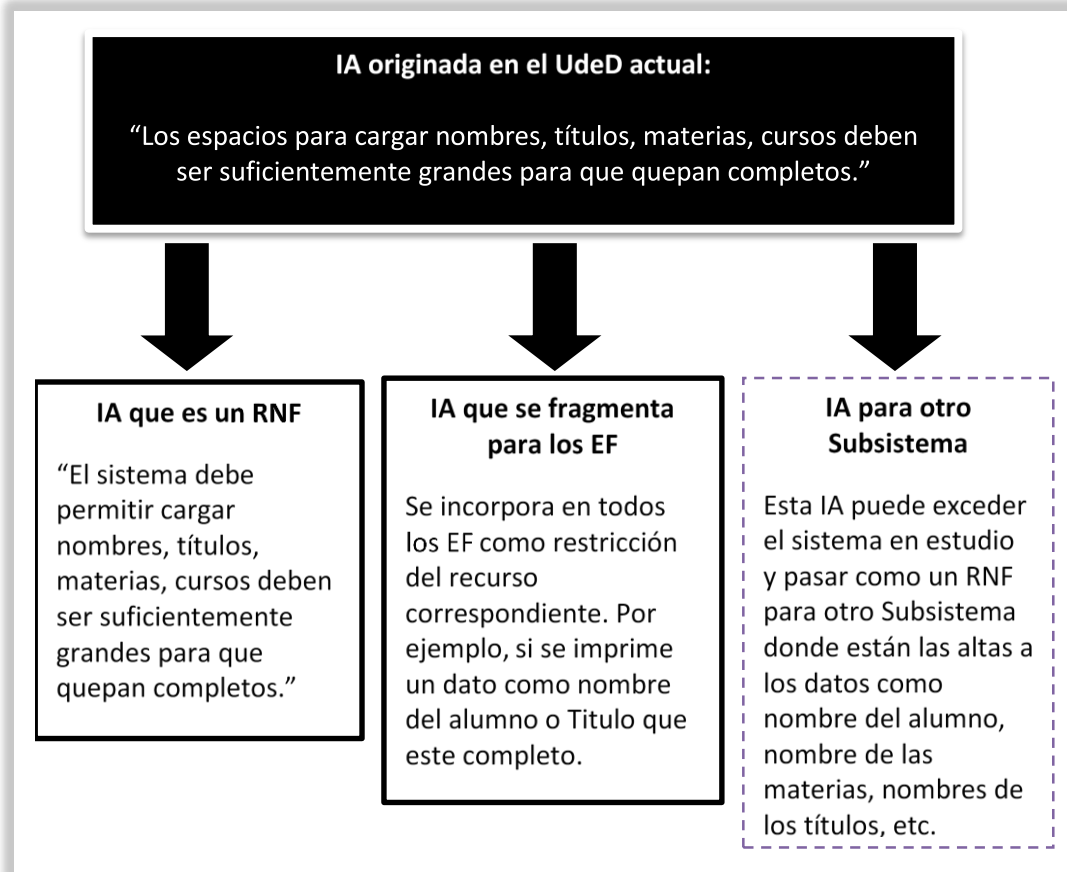 IA originada en el UdeD actual:
“Los espacios para cargar nombres, títulos, materias, cursos deben
ser suficientemente grandes para que quepan completos.”
IA que es un RNF
“El sistema debe
permitir cargar
nombres, títulos,
materias, cursos deben
ser suficientemente
grandes para que
quepan completos.”
IA que se fragmenta
para los EF
Se incorpora en todos
los EF como restricción
del recurso
correspondiente. Por
ejemplo, si se imprime
un dato como nombre
del alumno o Titulo que
este completo.
IA para otro
Subsistema
Esta IA puede exceder
el sistema en estudio
y pasar como un RNF
para otro Subsistema
donde están las altas a
los datos como
nombre del alumno,
nombre de las
materias, nombres de
los títulos, etc.